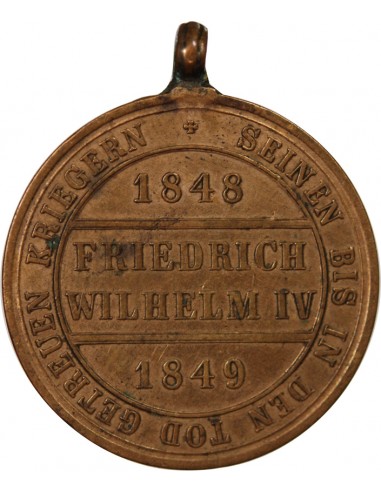 SEINEN BIS IN DEN TOD GETREUEN KRIEGERN
1848
FRIEDRICH
WILHELM IV
1849